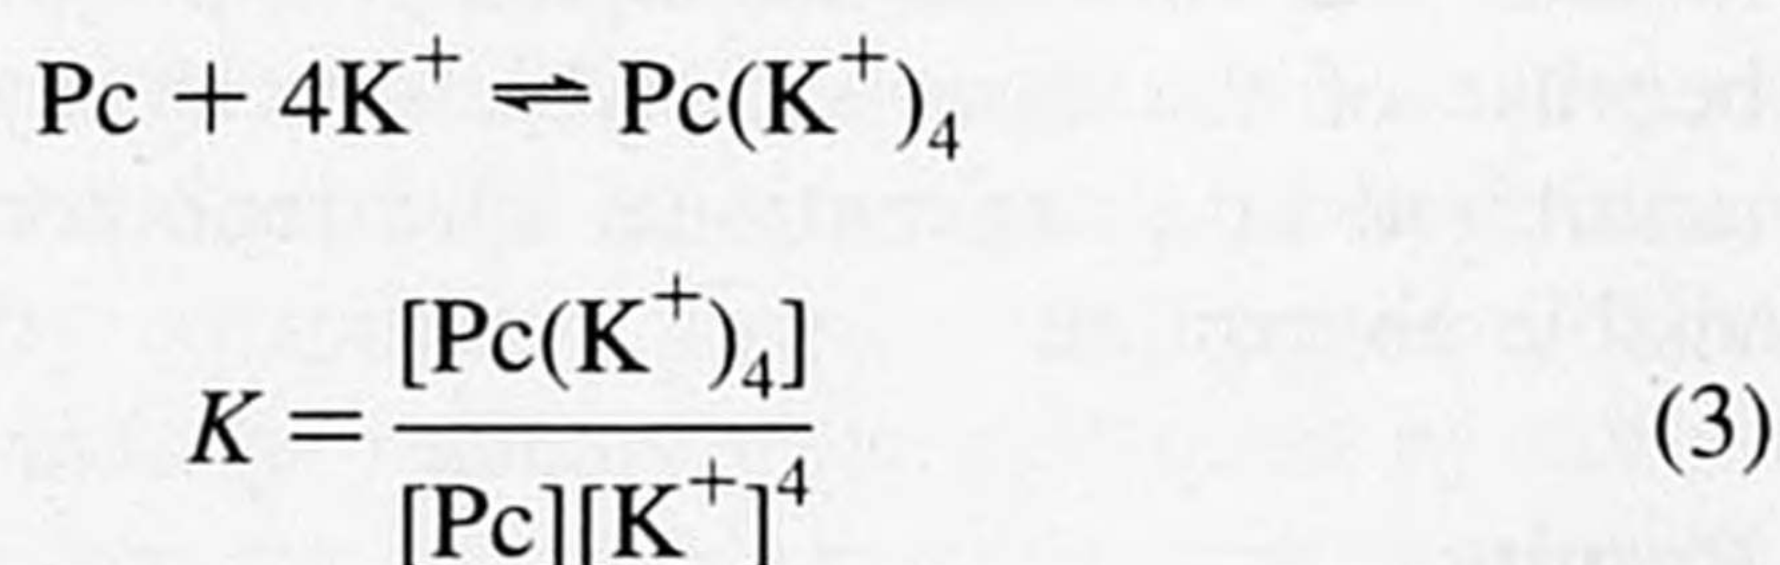 Pc + 4K⁺ ⇌ Pc(K⁺)₄
K = [Pc(K⁺)₄] / [Pc][K⁺]⁴ (3)